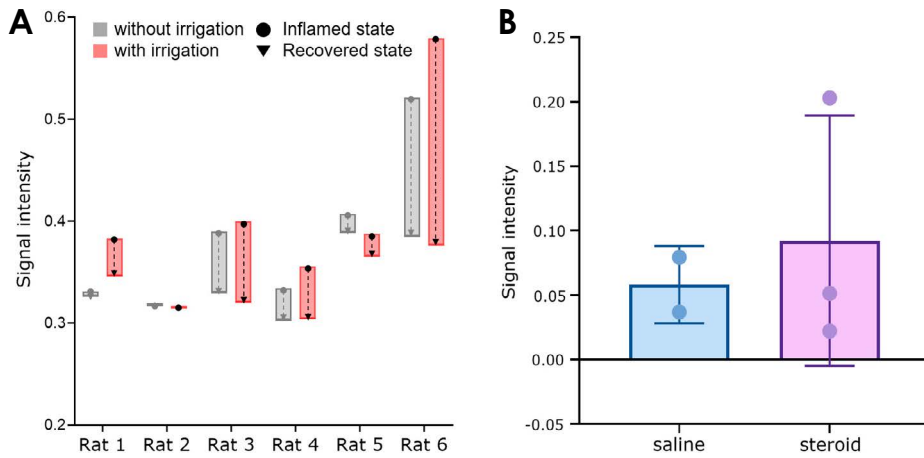 A
0.6
0.5
0.4
0.3
0.2
Signal intensity
without irrigation
with irrigation
Inflamed state
Recovered state
Rat 1 Rat 2 Rat 3 Rat 4 Rat 5 Rat 6
B
0.25
0.20
0.15
0.10
0.05
0.00
-0.05
Signal intensity
saline steroid